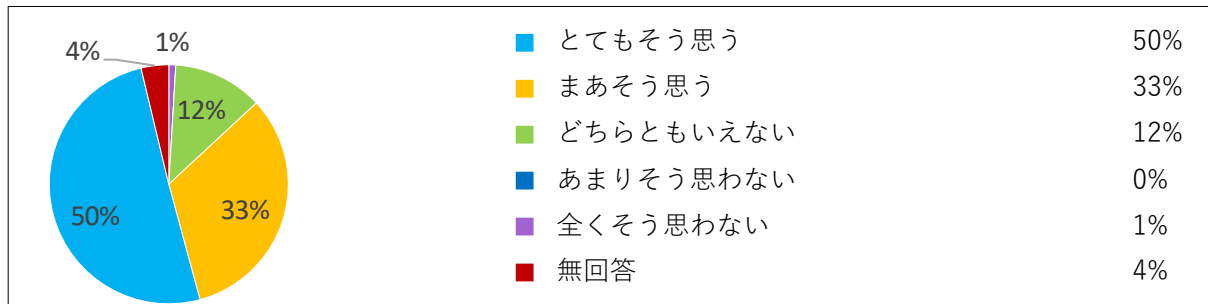 4%
1%
12%
33%
50%
とてもそう思う 50%
まあそう思う 33%
どちらともいえない 12%
あまりそう思わない 0%
全くそう思わない 1%
無回答 4%